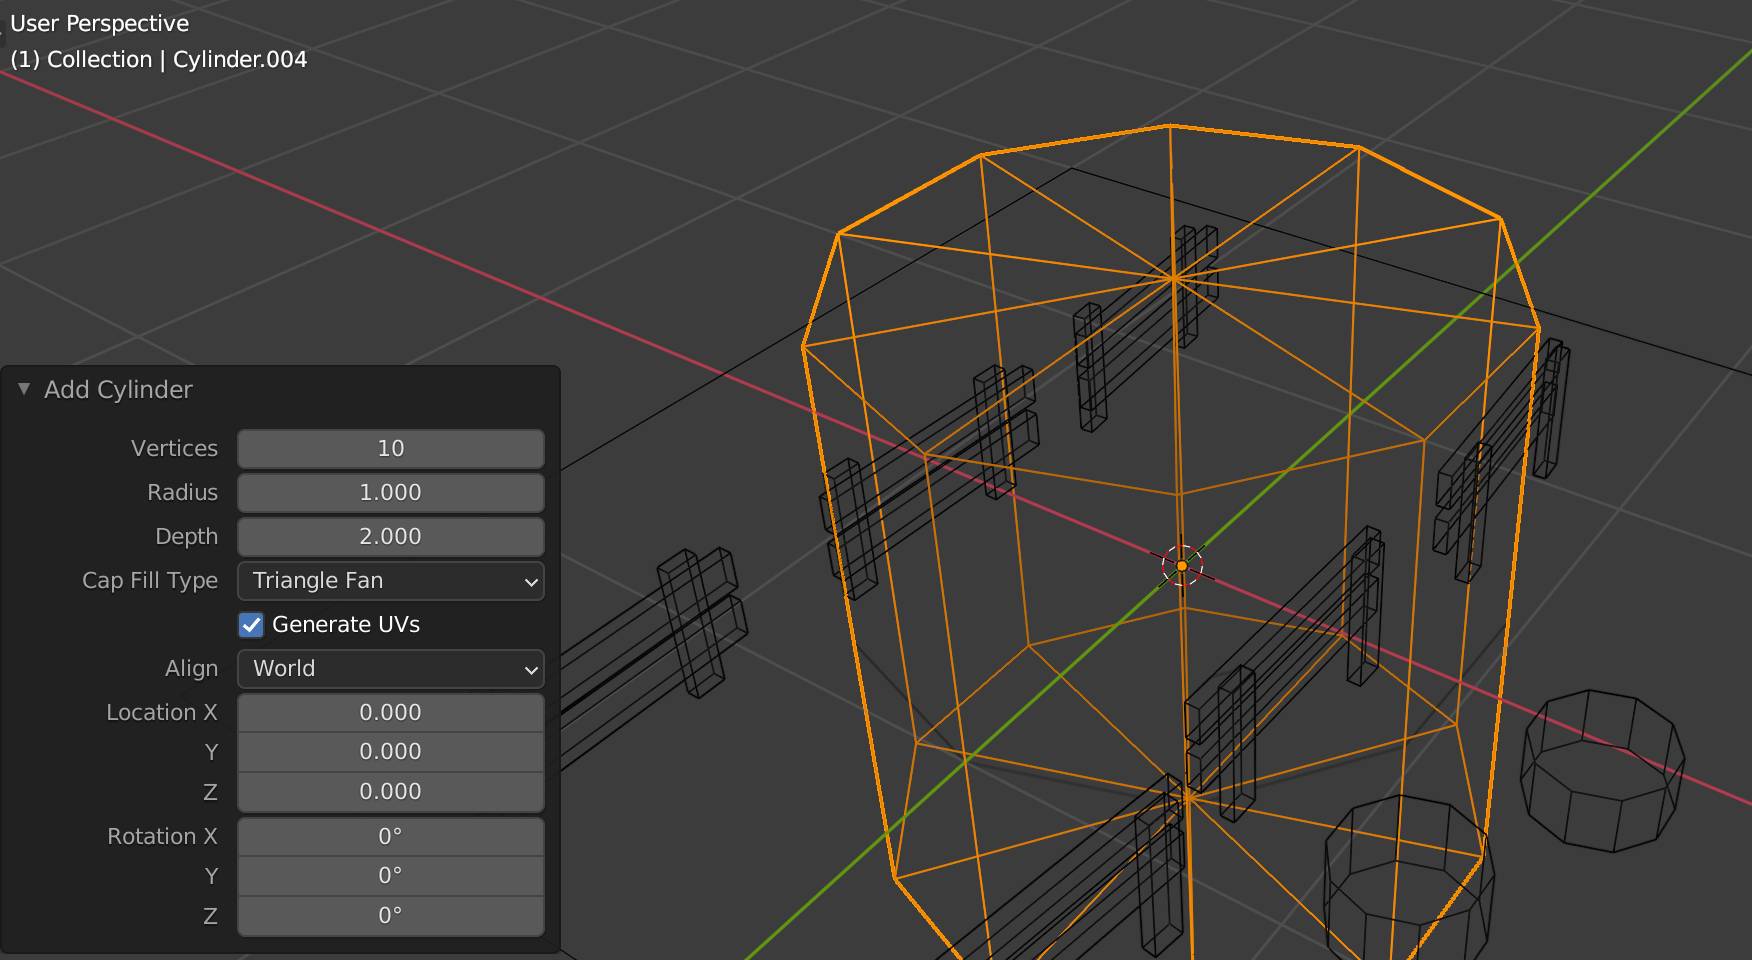 User Perspective
(1) Collection | Cylinder.004
Add Cylinder
Vertices 10
Radius 1.000
Depth 2.000
Cap Fill Type Triangle Fan
Generate UVs
Align World
Location X 0.000
Y 0.000
Z 0.000
Rotation X 0°
Y 0°
Z 0°